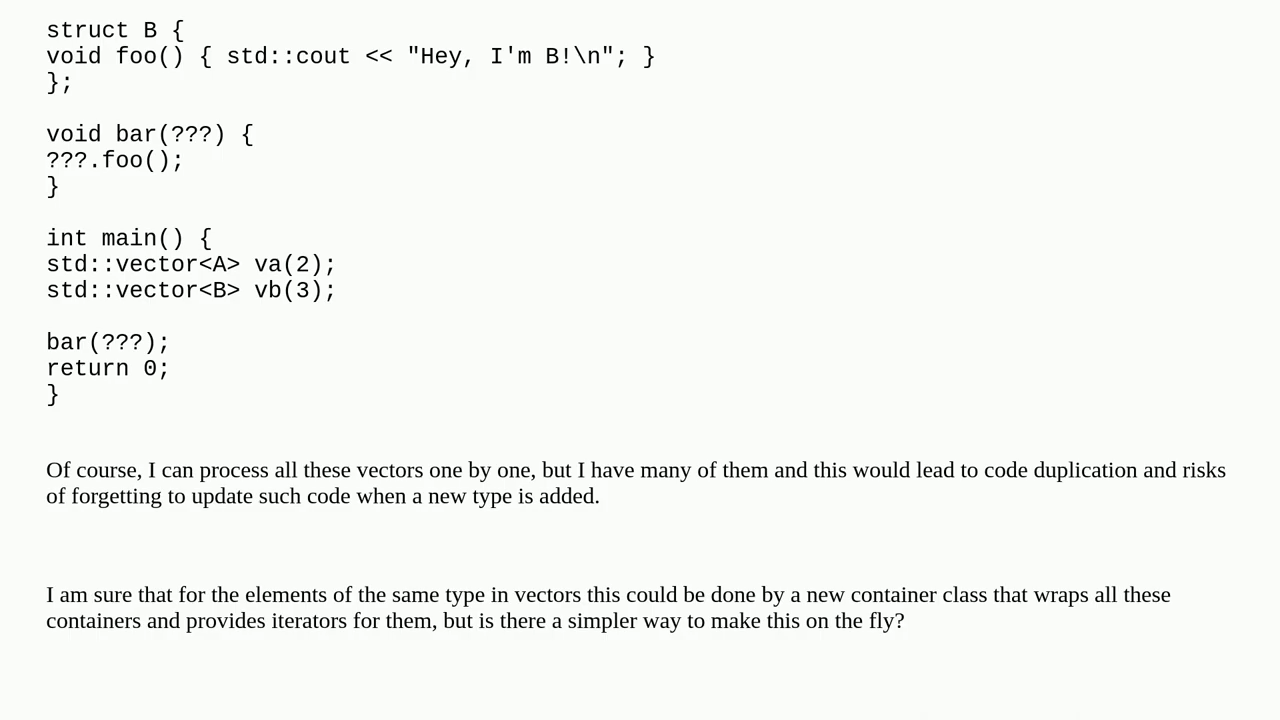 struct B {
void foo() { std::cout << "Hey, I'm B!\n"; }
};
void bar(???) {
???.foo();
}
int main() {
std::vector<A> va(2);
std::vector<B> vb(3);
bar(???);
return 0;
}
Of course, I can process all these vectors one by one, but I have many of them and this would lead to code duplication and risks
of forgetting to update such code when a new type is added.
I am sure that for the elements of the same type in vectors this could be done by a new container class that wraps all these
containers and provides iterators for them, but is there a simpler way to make this on the fly?